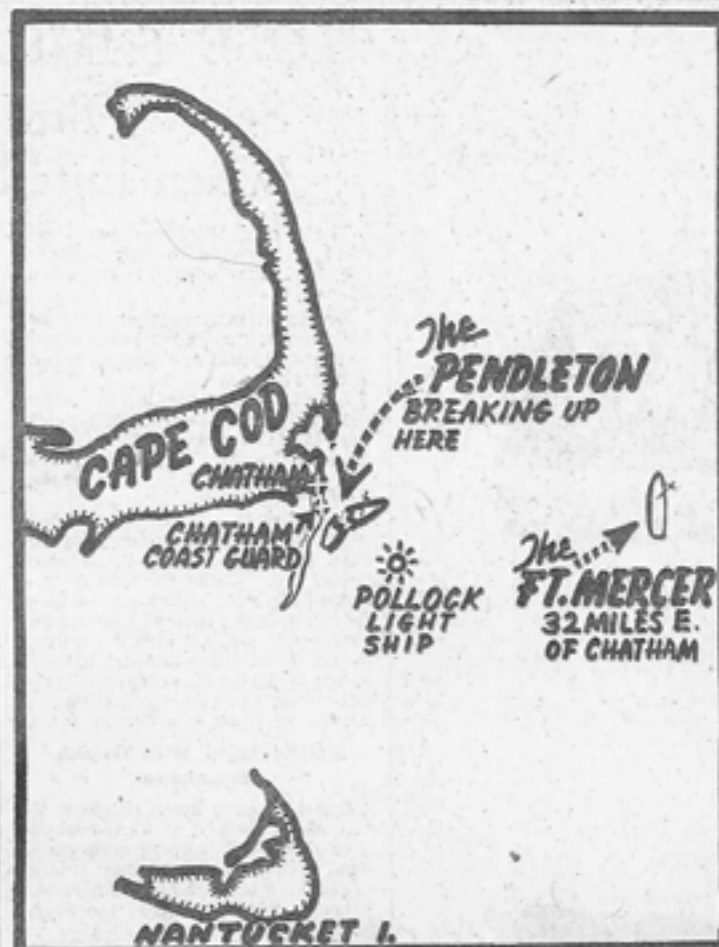 The
PENDLETON
BREAKING UP
HERE
CAPE COD
CHATHAM
CHATHAM
COAST GUARD
POLLOCK
LIGHT
SHIP
The
FT. MERCER
32 MILES E.
OF CHATHAM
NANTUCKET I.